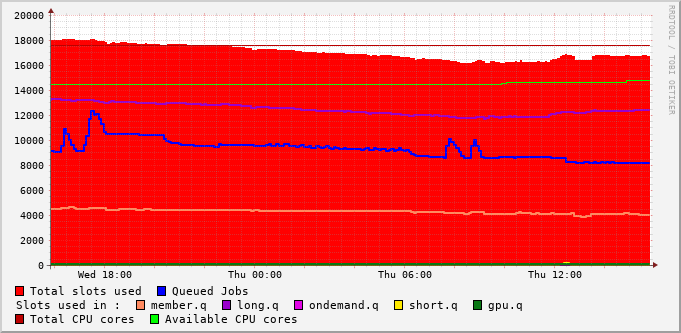 20000
18000
16000
14000
12000
10000
8000
6000
4000
2000
0
Wed 18:00 Thu 00:00 Thu 06:00 Thu 12:00
Total slots used Queued Jobs
Slots used in : member.q long.q ondemand.q short.q gpu.q
Total CPU cores Available CPU cores
RRDTOOL / TOBI OETIKER